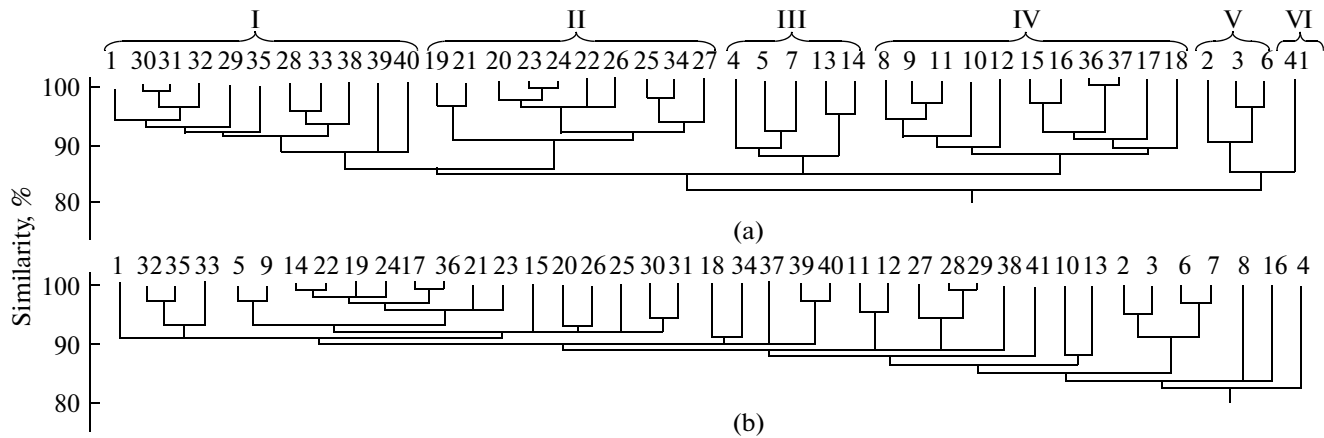 I II III IV V VI
1 30 31 32 29 35 28 33 38 39 40 19 21 20 23 24 22 26 25 34 27 4 5 7 13 14 8 9 11 10 12 15 16 36 37 17 18 2 3 6 41
100
90
80
(a)
Similarity, %
1 32 35 33 5 9 14 22 19 24 17 36 21 23 15 20 26 25 30 31 18 34 37 39 40 11 12 27 28 29 38 41 10 13 2 3 6 7 8 16 4
100
90
80
(b)